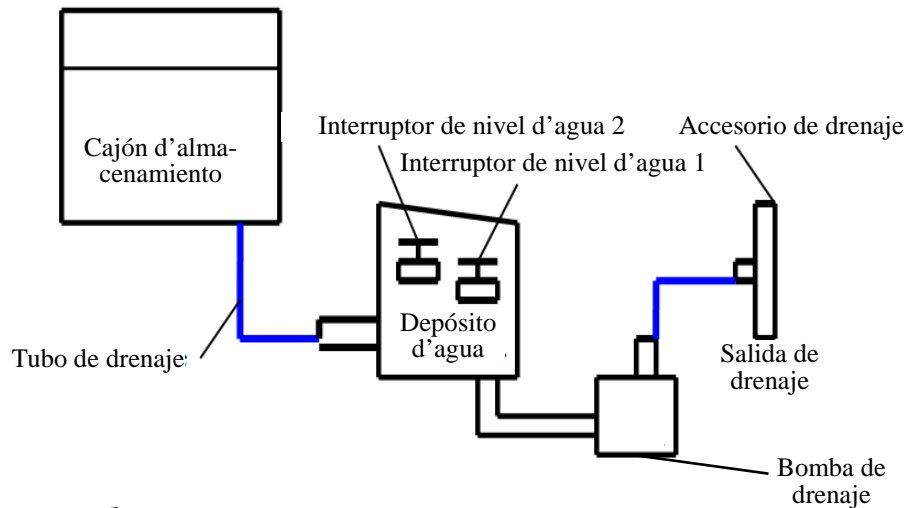 Interruptor de nivel d’agua 2
Accesorio de drenaje
Cajón d’alma-
cenamiento
Interruptor de nivel d’agua 1
Depósito
d’agua
Tubo de drenaje
Salida de
drenaje
Bomba de
drenaje